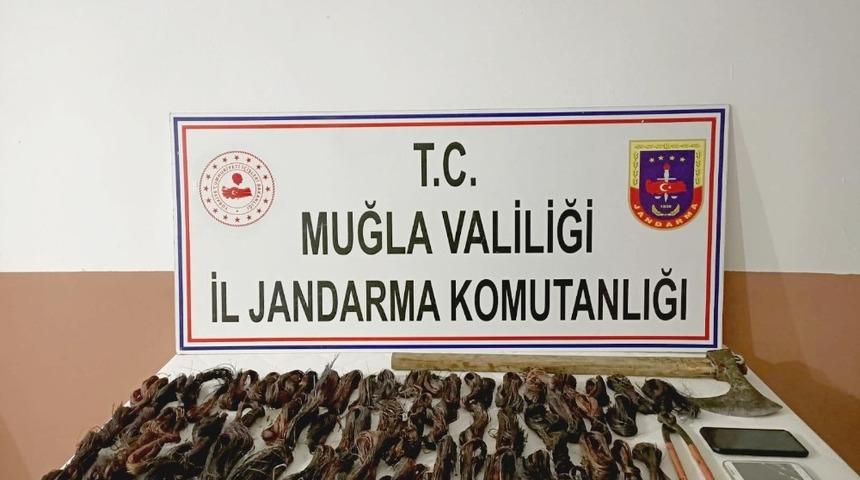 T.C.
MUĞLA VALİLİĞİ
İL JANDARMA KOMUTANLIĞI
JANDARMA